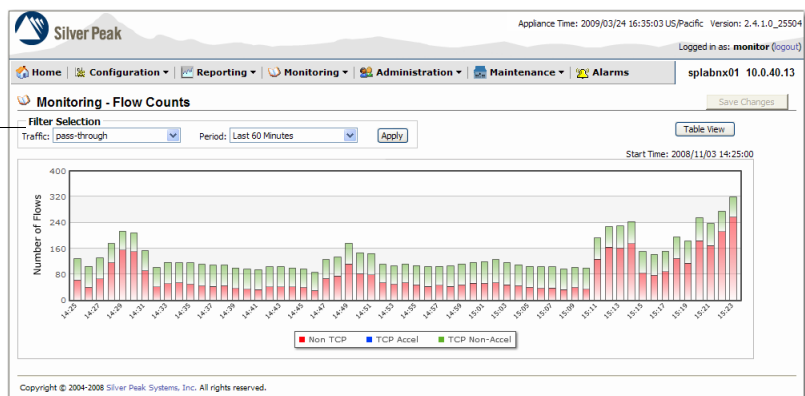 Silver Peak
Appliance Time: 2009/03/24 16:35:03 US/Pacific Version: 2.4.1.0_25504
Logged in as: monitor (logout)
Home Configuration Reporting Monitoring Administration Maintenance Alarms splabnx01 10.0.40.13
Monitoring - Flow Counts
Save Changes
Filter Selection
Traffic: pass-through Period: Last 60 Minutes Apply
Table View
Start Time: 2008/11/03 14:25:00
Number of Flows
400
320
240
160
80
0
14:25 14:27 14:29 14:31 14:33 14:35 14:37 14:39 14:41 14:43 14:45 14:47 14:49 14:51 14:53 14:55 14:57 14:59 15:01 15:03 15:05 15:07 15:09 15:11 15:13 15:15 15:17 15:19 15:21 15:23
Non TCP TCP Accel TCP Non-Accel
Copyright © 2004-2008 Silver Peak Systems, Inc. All rights reserved.